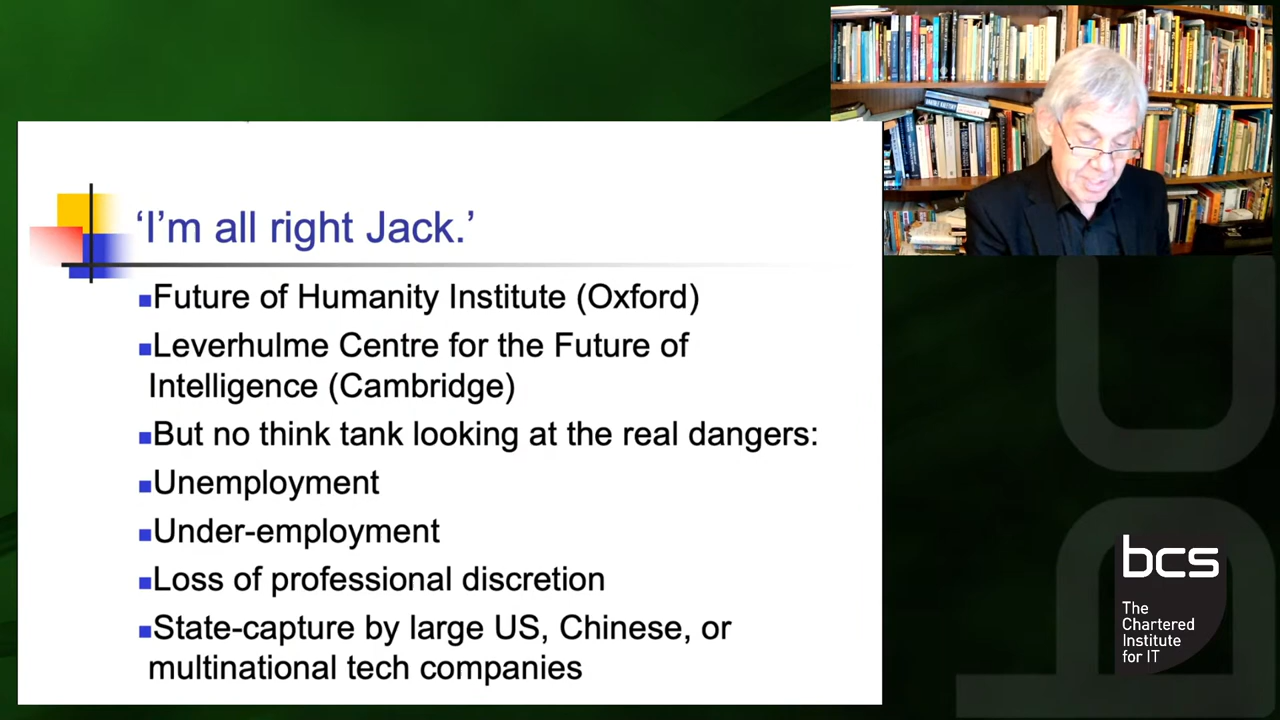 ‘I’m all right Jack.’
■Future of Humanity Institute (Oxford)
■Leverhulme Centre for the Future of
Intelligence (Cambridge)
■But no think tank looking at the real dangers:
■Unemployment
■Under-employment
■Loss of professional discretion
■State-capture by large US, Chinese, or
multinational tech companies
bcs
The
Chartered
Institute
for IT